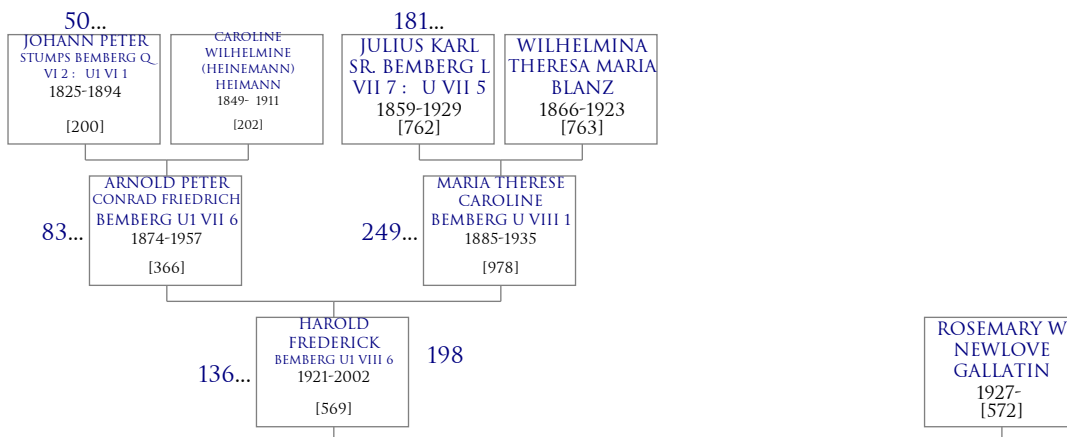 50...
JOHANN PETER
STUMPS BEMBERG Q
VI 2 : U1 VI 1
1825-1894
[200]
CAROLINE
WILHELMINE
(HEINEMANN)
HEIMANN
1849- 1911
[202]
181...
JULIUS KARL
SR. BEMBERG L
VII 7 : U VII 5
1859-1929
[762]
WILHELMINA
THERESA MARIA
BLANZ
1866-1923
[763]
83...
ARNOLD PETER
CONRAD FRIEDRICH
BEMBERG U1 VII 6
1874-1957
[366]
249...
MARIA THERESE
CAROLINE
BEMBERG U VIII 1
1885-1935
[978]
136...
HAROLD
FREDERICK
BEMBERG U1 VIII 6
1921-2002
[569]
198
ROSEMARY W
NEWLOVE
GALLATIN
1927-
[572]